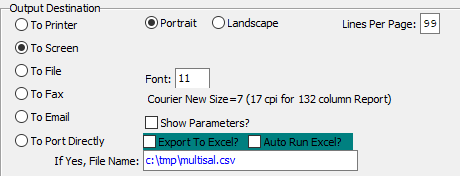 Output Destination
To Printer Portrait Landscape Lines Per Page: 99
To Screen
To File Font: 11
To Fax Courier New Size=7 (17 cpi for 132 column Report)
To Email Show Parameters?
To Port Directly Export To Excel? Auto Run Excel?
If Yes, File Name: c:\tmp\multisal.csv